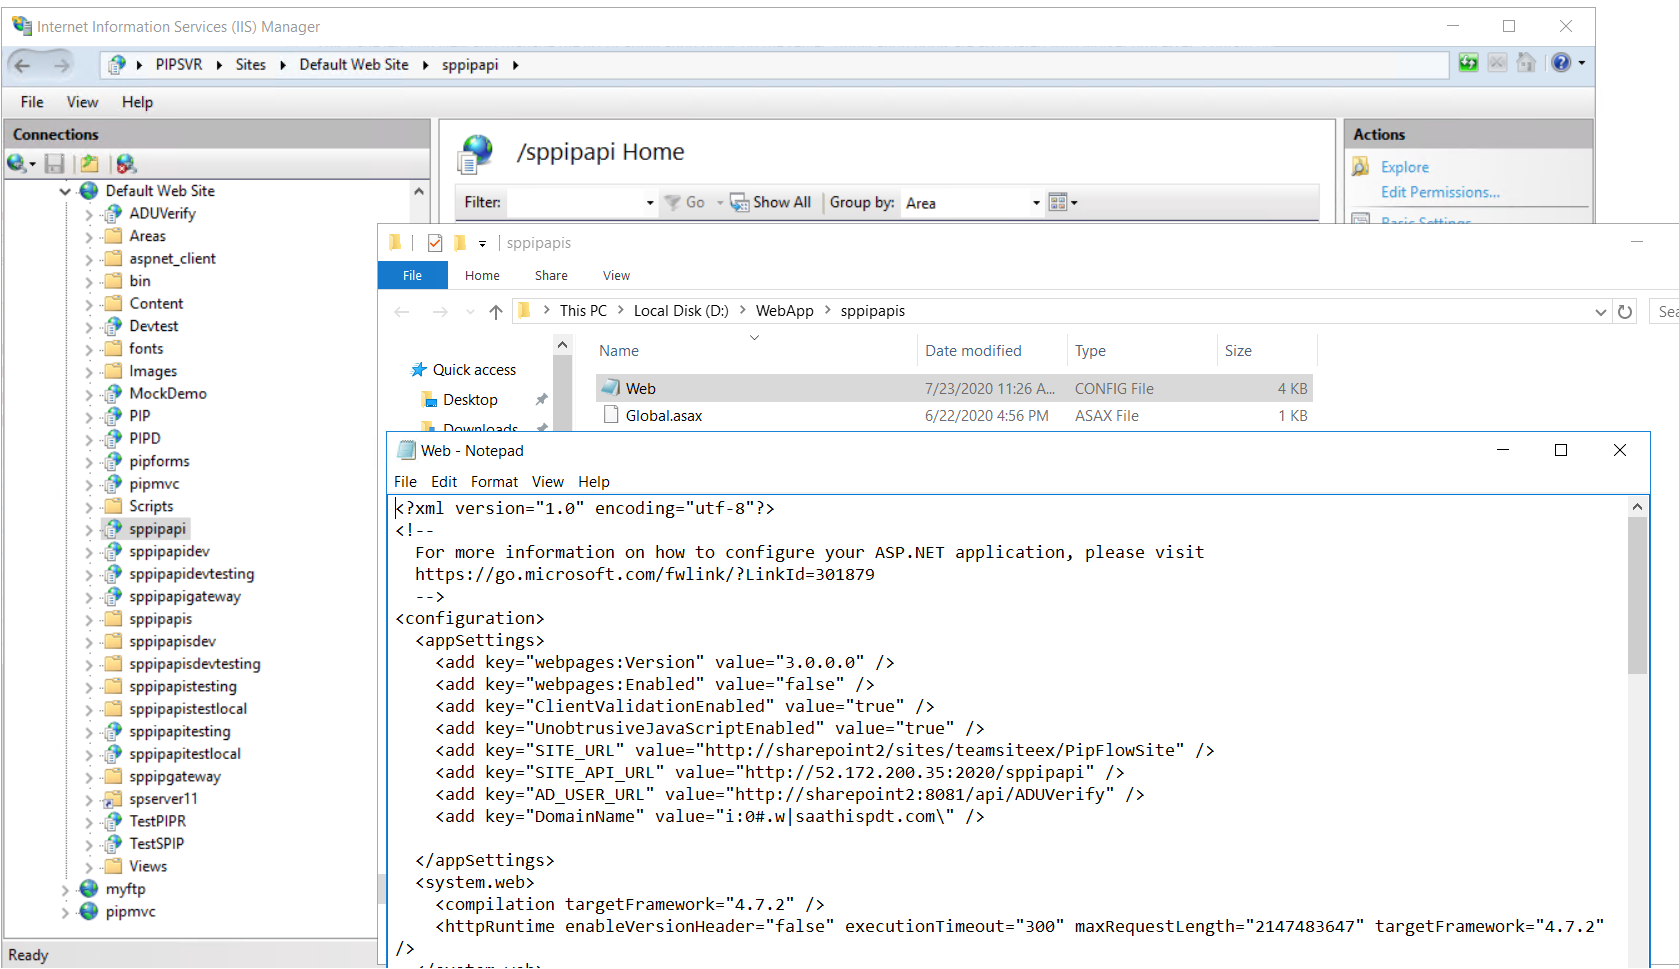 Internet Information Services (IIS) Manager
PIPSVR Sites Default Web Site sppipapi
File View Help
Connections
Default Web Site
ADUVerify
Areas
aspnet_client
bin
Content
Devtest
fonts
Images
MockDemo
PIP
PIPD
pipforms
pipmvc
Scripts
sppipapi
sppipapidev
sppipapidevtesting
sppipapigateway
sppipapis
sppipapisdev
sppipapisdevtesting
sppipapistesting
sppipapistestlocal
sppipapitesting
sppipapitestlocal
sppipgateway
spserver11
TestPIPR
TestSPIP
Views
myftp
pipmvc
Ready
/sppipapi Home
Filter: Go Show All Group by: Area
Actions
Explore
Edit Permissions...
Basic Settings
sppipapis
File Home Share View
This PC Local Disk (D:) WebApp sppipapis
Sea
Quick access
Desktop
Downloads
Name Date modified Type Size
Web 7/23/2020 11:26 A... CONFIG File 4 KB
Global.asax 6/22/2020 4:56 PM ASAX File 1 KB
Web - Notepad
File Edit Format View Help
<?xml version="1.0" encoding="utf-8"?>
<!--
For more information on how to configure your ASP.NET application, please visit
https://go.microsoft.com/fwlink/?LinkId=301879
-->
<configuration>
<appSettings>
<add key="webpages:Version" value="3.0.0.0" />
<add key="webpages:Enabled" value="false" />
<add key="ClientValidationEnabled" value="true" />
<add key="UnobtrusiveJavaScriptEnabled" value="true" />
<add key="SITE_URL" value="http://sharepoint2/sites/teamsiteex/PipFlowSite" />
<add key="SITE_API_URL" value="http://52.172.200.35:2020/sppipapi" />
<add key="AD_USER_URL" value="http://sharepoint2:8081/api/ADUVerify" />
<add key="DomainName" value="i:0#.w|saathispdt.com\" />
</appSettings>
<system.web>
<compilation targetFramework="4.7.2" />
<httpRuntime enableVersionHeader="false" executionTimeout="300" maxRequestLength="2147483647" targetFramework="4.7.2"
/>
</system.web>